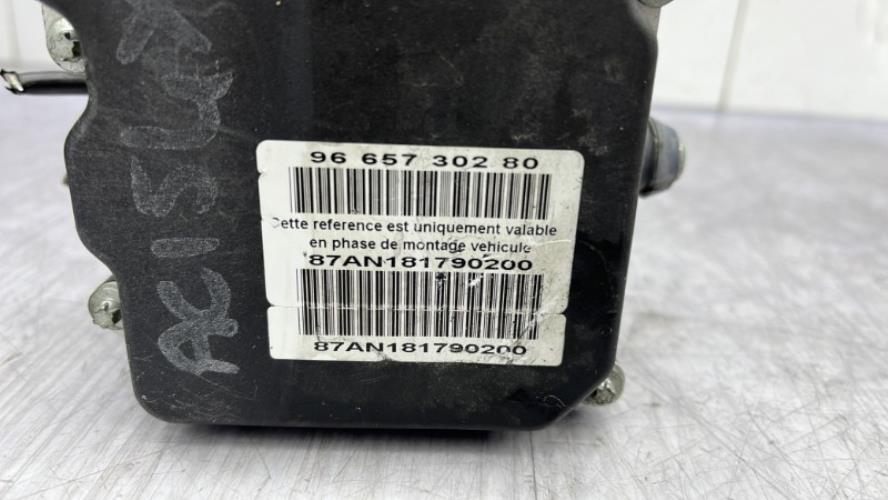 96 657 302 80
Cette reference est uniquement valable
en phase de montage vehicule
87AN181790200
87AN181790200